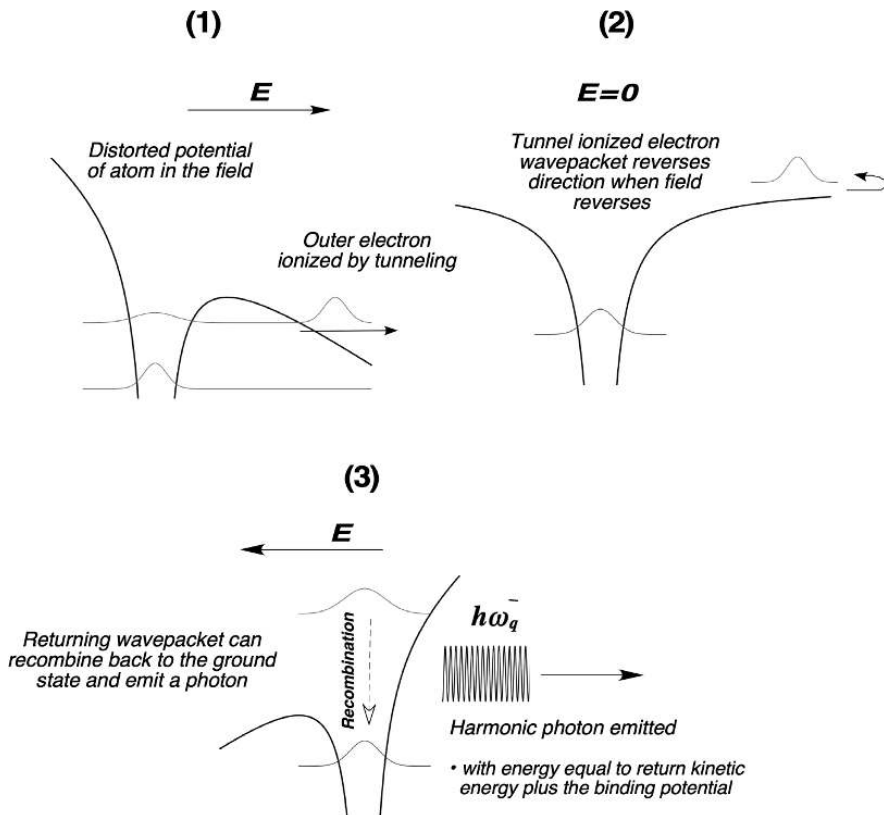 (1)
E
Distorted potential
of atom in the field
Outer electron
ionized by tunneling
(2)
E=0
Tunnel ionized electron
wavepacket reverses
direction when field
reverses
(3)
E
Returning wavepacket can
recombine back to the ground
state and emit a photon
Recombination
hω̄q
Harmonic photon emitted
• with energy equal to return kinetic
energy plus the binding potential